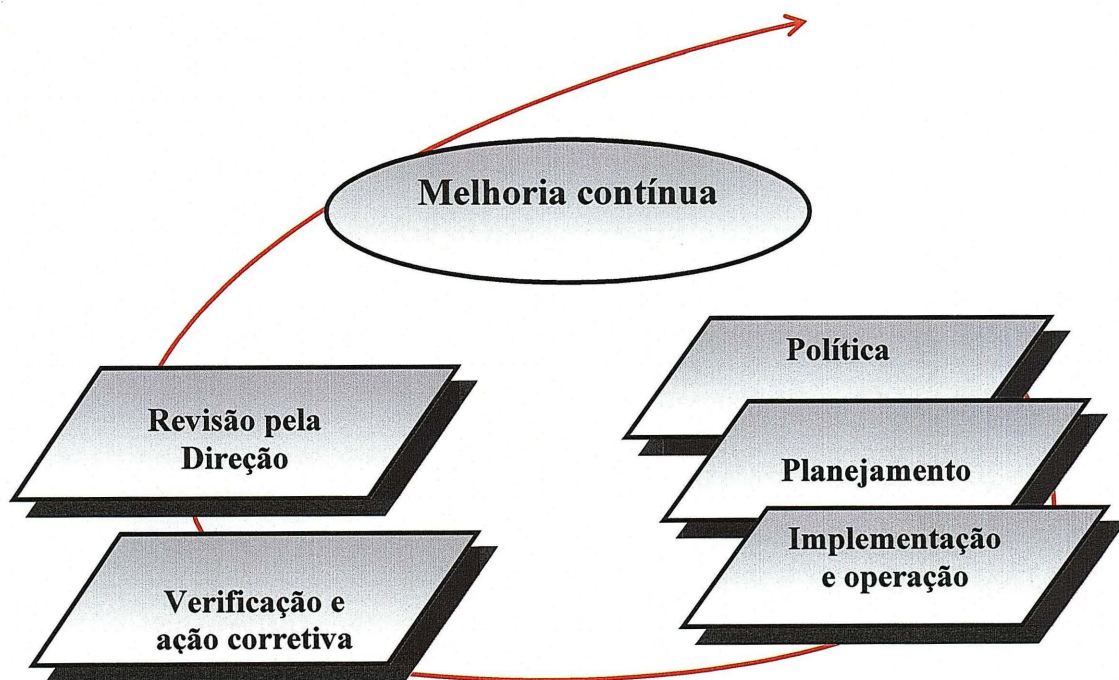 Melhoria contínua
Política
Planejamento
Implementação
e operação
Verificação e
ação corretiva
Revisão pela
Direção